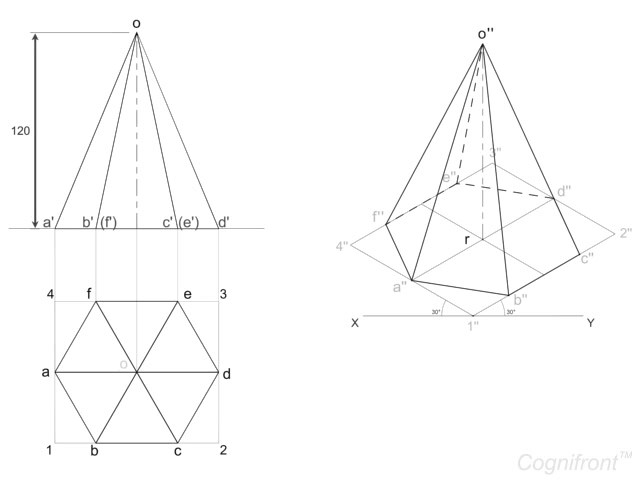 o
120
a' b' (f') c' (e') d'
4 f e 3
a o d
1 b c 2
o''
3''
e'' d''
f''
4'' r 2''
c''
a'' b''
30° 30°
X 1'' Y
Cognifront™